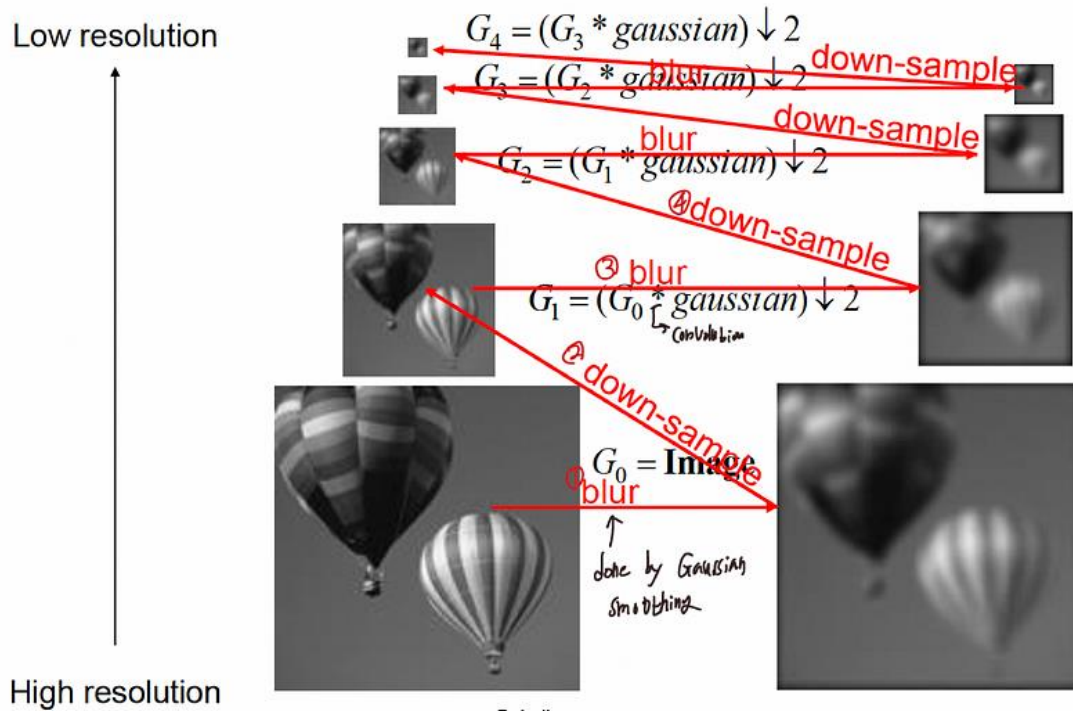 Low resolution
G₄ = (G₃ * gaussian) ↓ 2
down-sample
blur
G₃ = (G₂ * gaussian) ↓ 2
down-sample
blur
G₂ = (G₁ * gaussian) ↓ 2
④ down-sample
③ blur
G₁ = (G₀ * gaussian) ↓ 2
convolution
② down-sample
G₀ = Image
① blur
done by Gaussian
smoothing
High resolution